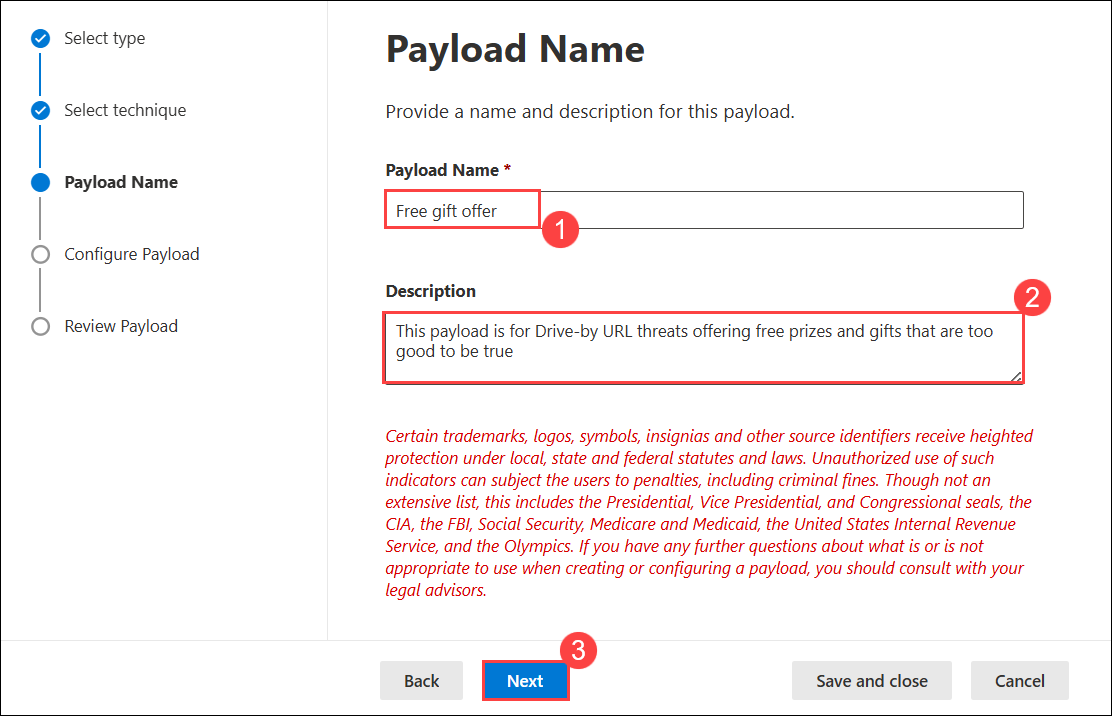 Select type
Select technique
Payload Name
Configure Payload
Review Payload
Payload Name
Provide a name and description for this payload.
Payload Name *
Free gift offer
1
Description
2
This payload is for Drive-by URL threats offering free prizes and gifts that are too
good to be true
Certain trademarks, logos, symbols, insignias and other source identifiers receive heighted
protection under local, state and federal statutes and laws. Unauthorized use of such
indicators can subject the users to penalties, including criminal fines. Though not an
extensive list, this includes the Presidential, Vice Presidential, and Congressional seals, the
CIA, the FBI, Social Security, Medicare and Medicaid, the United States Internal Revenue
Service, and the Olympics. If you have any further questions about what is or is not
appropriate to use when creating or configuring a payload, you should consult with your
legal advisors.
3
Back
Next
Save and close
Cancel